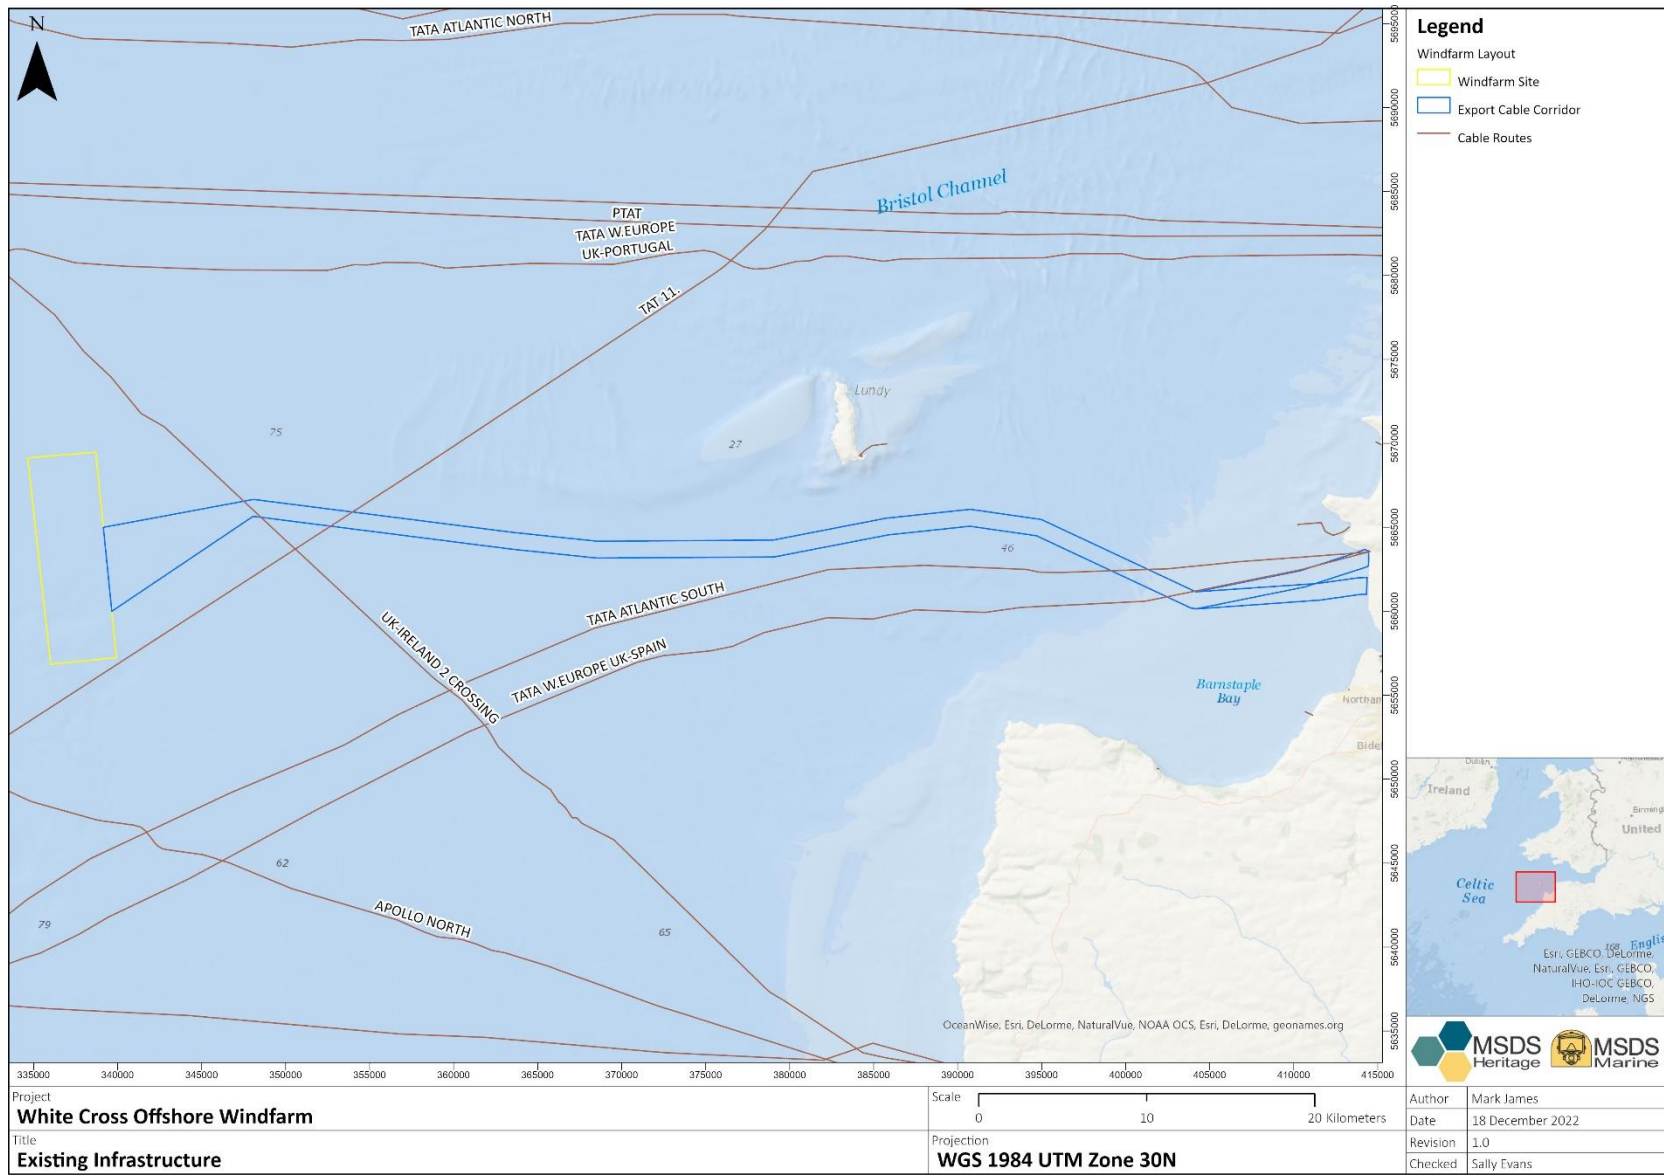 N
TATA ATLANTIC NORTH
Bristol Channel
PTAT
TATA W.EUROPE
UK-PORTUGAL
TAT 11.
Lundy
75
27
46
TATA ATLANTIC SOUTH
UK-IRELAND 2 CROSSING
TATA W.EUROPE UK-SPAIN
Barnstaple
Bay
Northam
Bide
62
APOLLO NORTH
79
65
OceanWise, Esri, DeLorme, NaturalVue, NOAA OCS, Esri, DeLorme, geonames.org
5695000
5690000
5685000
5680000
5675000
5670000
5665000
5660000
5655000
5650000
5645000
5640000
5635000
335000 340000 345000 350000 355000 360000 365000 370000 375000 380000 385000 390000 395000 400000 405000 410000 415000
Legend
Windfarm Layout
Windfarm Site
Export Cable Corridor
Cable Routes
Dublin
Ireland
Birming
United
Celtic
Sea
168
Englis
Esri, GEBCO, DeLorme,
NaturalVue, Esri, GEBCO,
IHO-IOC GEBCO,
DeLorme, NGS
MSDS
Heritage
MSDS
Marine
Project
White Cross Offshore Windfarm
Title
Existing Infrastructure
Scale
0 10 20 Kilometers
Projection
WGS 1984 UTM Zone 30N
Author Mark James
Date 18 December 2022
Revision 1.0
Checked Sally Evans